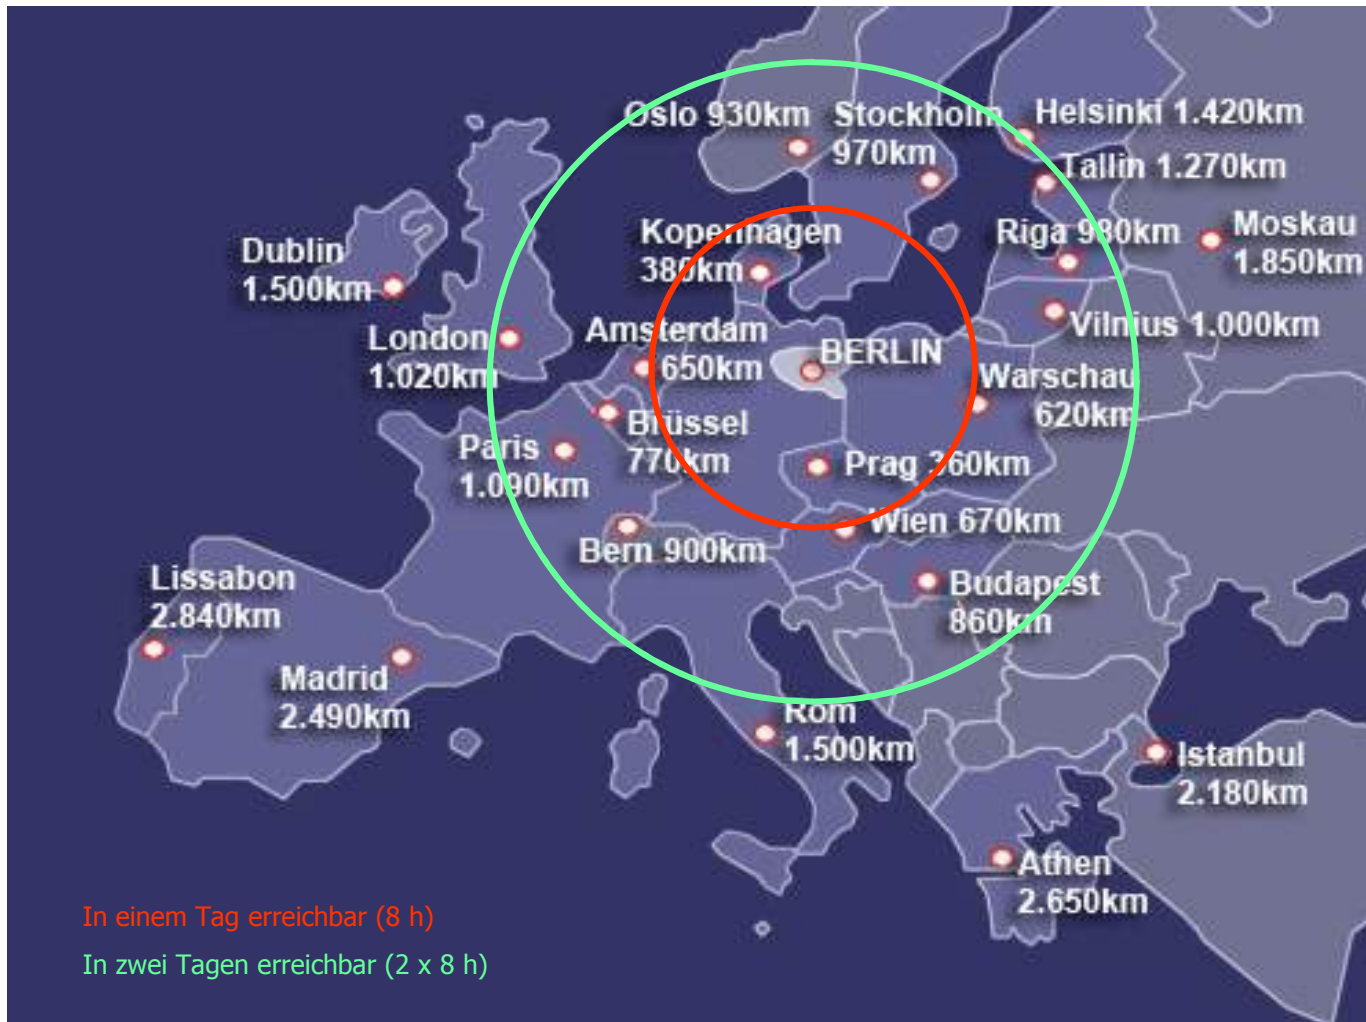 Oslo 930km
Stockholm
970km
Helsinki 1.420km
Tallin 1.270km
Kopenhagen
380km
Riga 980km
Moskau
1.850km
Dublin
1.500km
London
1.020km
Amsterdam
650km
BERLIN
Vilnius 1.000km
Warschau
620km
Brüssel
770km
Paris
1.090km
Prag 360km
Wien 670km
Bern 900km
Budapest
860km
Lissabon
2.840km
Madrid
2.490km
Rom
1.500km
Istanbul
2.180km
Athen
2.650km
In einem Tag erreichbar (8 h)
In zwei Tagen erreichbar (2 x 8 h)